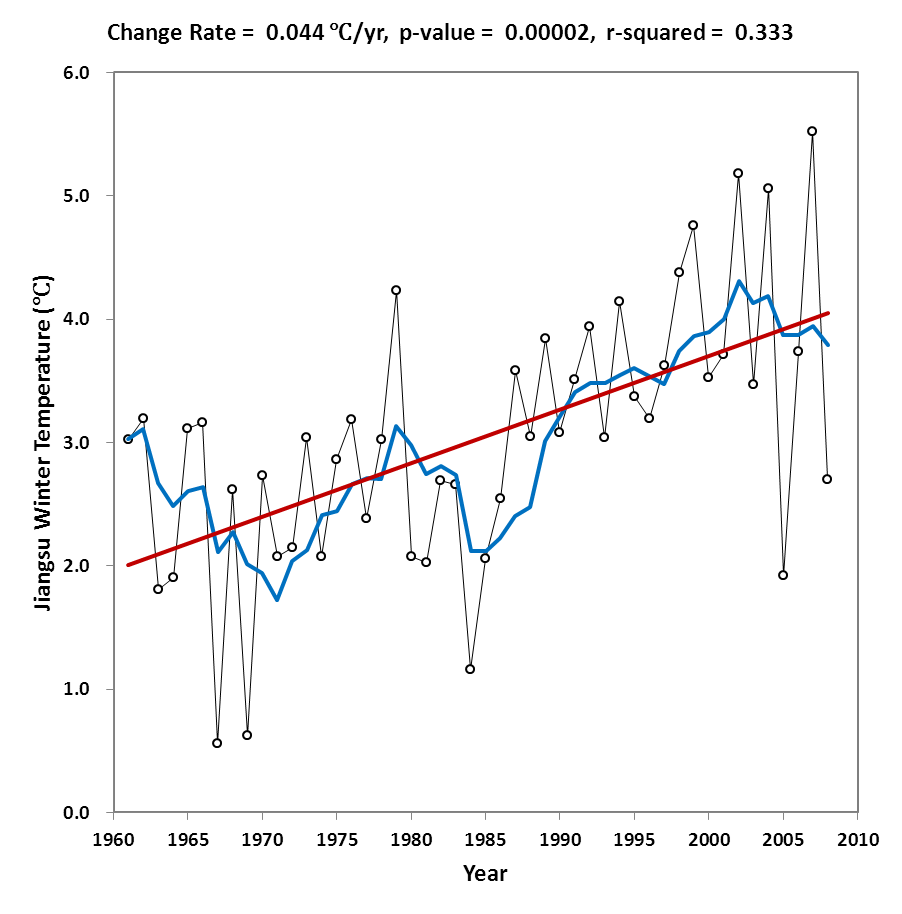 Change Rate = 0.044 ℃/yr, p-value = 0.00002, r-squared = 0.333
6.0
5.0
4.0
3.0
2.0
1.0
0.0
Jiangsu Winter Temperature (℃)
1960 1965 1970 1975 1980 1985 1990 1995 2000 2005 2010
Year